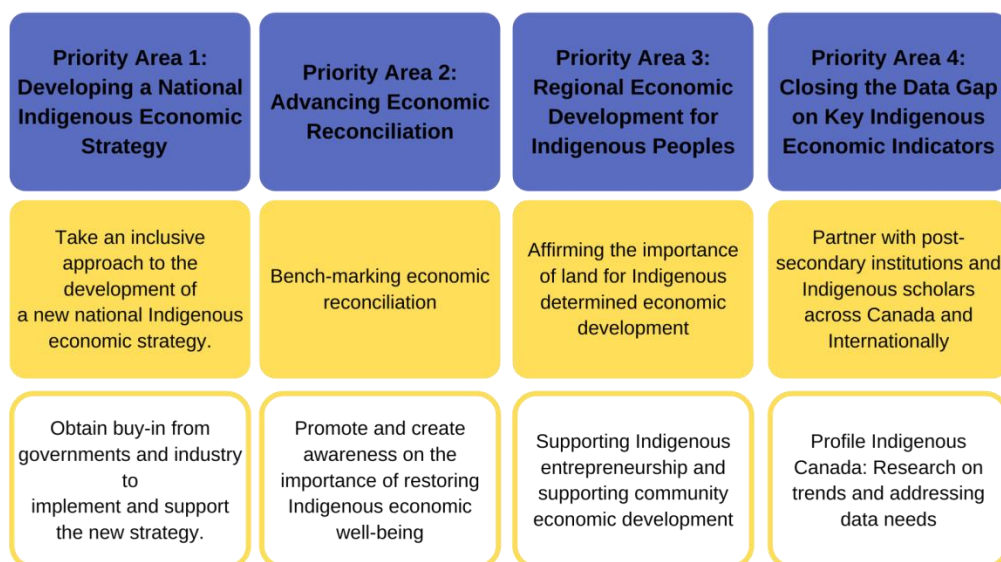 Priority Area 1:
Developing a National
Indigenous Economic
Strategy
Priority Area 2:
Advancing Economic
Reconciliation
Priority Area 3:
Regional Economic
Development for
Indigenous Peoples
Priority Area 4:
Closing the Data Gap
on Key Indigenous
Economic Indicators
Take an inclusive
approach to the
development of
a new national Indigenous
economic strategy.
Bench-marking economic
reconciliation
Affirming the importance
of land for Indigenous
determined economic
development
Partner with post-
secondary institutions and
Indigenous scholars
across Canada and
Internationally
Obtain buy-in from
governments and industry
to
implement and support
the new strategy.
Promote and create
awareness on the
importance of restoring
Indigenous economic
well-being
Supporting Indigenous
entrepreneurship and
supporting community
economic development
Profile Indigenous
Canada: Research on
trends and addressing
data needs